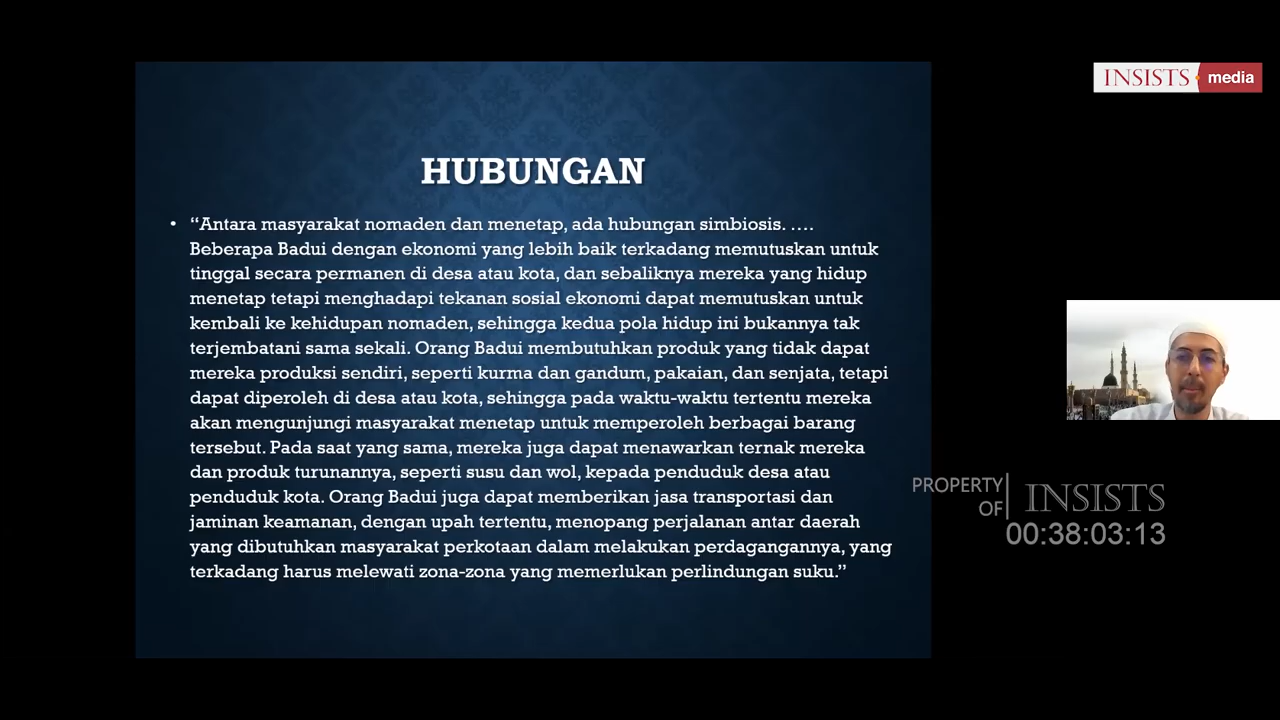 HUBUNGAN
• “Antara masyarakat nomaden dan menetap, ada hubungan simbiosis. ….
Beberapa Badui dengan ekonomi yang lebih baik terkadang memutuskan untuk
tinggal secara permanen di desa atau kota, dan sebaliknya mereka yang hidup
menetap tetapi menghadapi tekanan sosial ekonomi dapat memutuskan untuk
kembali ke kehidupan nomaden, sehingga kedua pola hidup ini bukannya tak
terjembatani sama sekali. Orang Badui membutuhkan produk yang tidak dapat
mereka produksi sendiri, seperti kurma dan gandum, pakaian, dan senjata, tetapi
dapat diperoleh di desa atau kota, sehingga pada waktu-waktu tertentu mereka
akan mengunjungi masyarakat menetap untuk memperoleh berbagai barang
tersebut. Pada saat yang sama, mereka juga dapat menawarkan ternak mereka
dan produk turunannya, seperti susu dan wol, kepada penduduk desa atau
penduduk kota. Orang Badui juga dapat memberikan jasa transportasi dan
jaminan keamanan, dengan upah tertentu, menopang perjalanan antar daerah
yang dibutuhkan masyarakat perkotaan dalam melakukan perdagangannya, yang
terkadang harus melewati zona-zona yang memerlukan perlindungan suku.”
INSISTS media
PROPERTY OF INSISTS
00:38:03:13